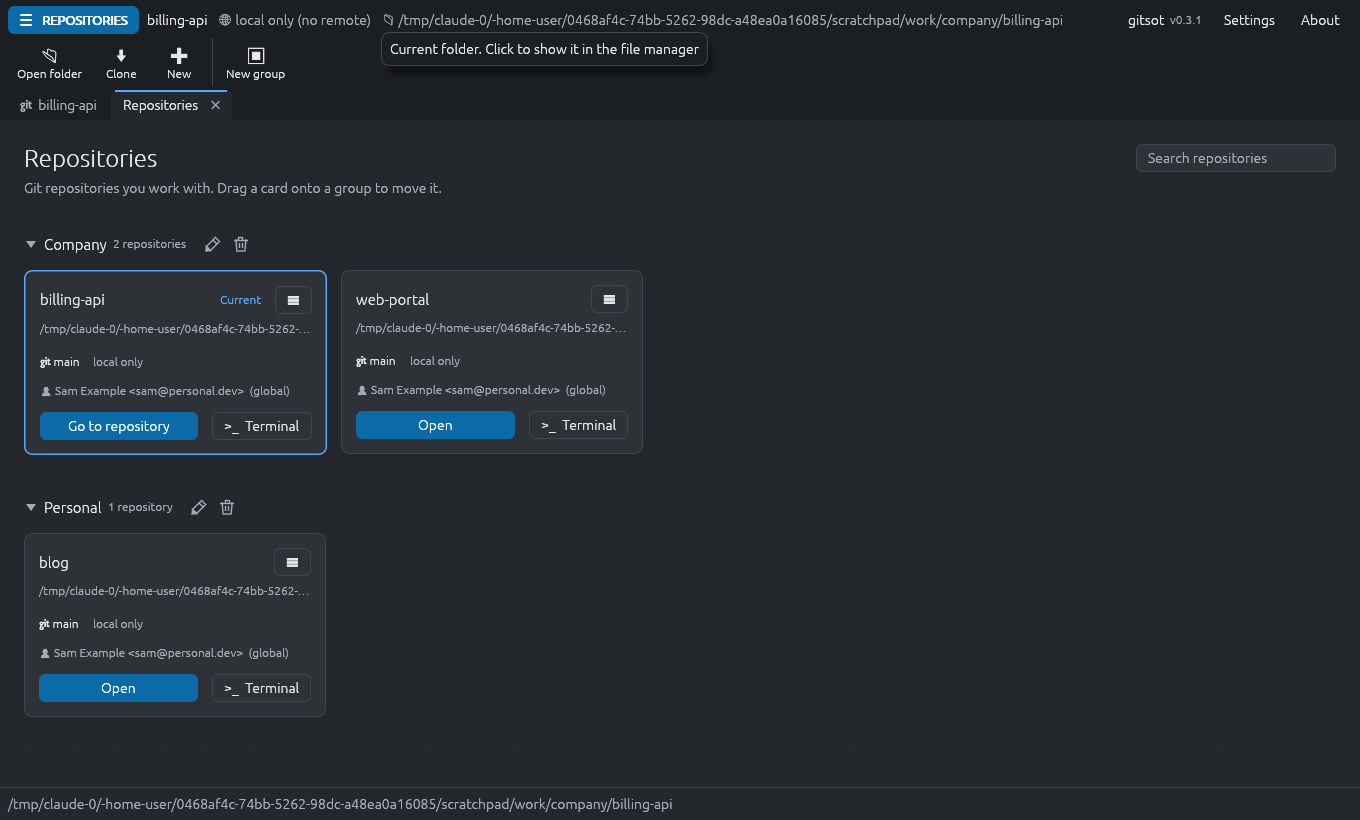 REPOSITORIES billing-api local only (no remote) /tmp/claude-0/-home-user/0468af4c-74bb-5262-98dc-a48ea0a16085/scratchpad/work/company/billing-api gitsot v0.3.1 Settings About
Current folder. Click to show it in the file manager
Open folder Clone New New group
git billing-api Repositories
Repositories
Search repositories
Git repositories you work with. Drag a card onto a group to move it.
Company 2 repositories
billing-api Current
/tmp/claude-0/-home-user/0468af4c-74bb-5262-...
git main local only
Sam Example <sam@personal.dev> (global)
Go to repository >_ Terminal
web-portal
/tmp/claude-0/-home-user/0468af4c-74bb-5262-...
git main local only
Sam Example <sam@personal.dev> (global)
Open >_ Terminal
Personal 1 repository
blog
/tmp/claude-0/-home-user/0468af4c-74bb-5262-...
git main local only
Sam Example <sam@personal.dev> (global)
Open >_ Terminal
/tmp/claude-0/-home-user/0468af4c-74bb-5262-98dc-a48ea0a16085/scratchpad/work/company/billing-api